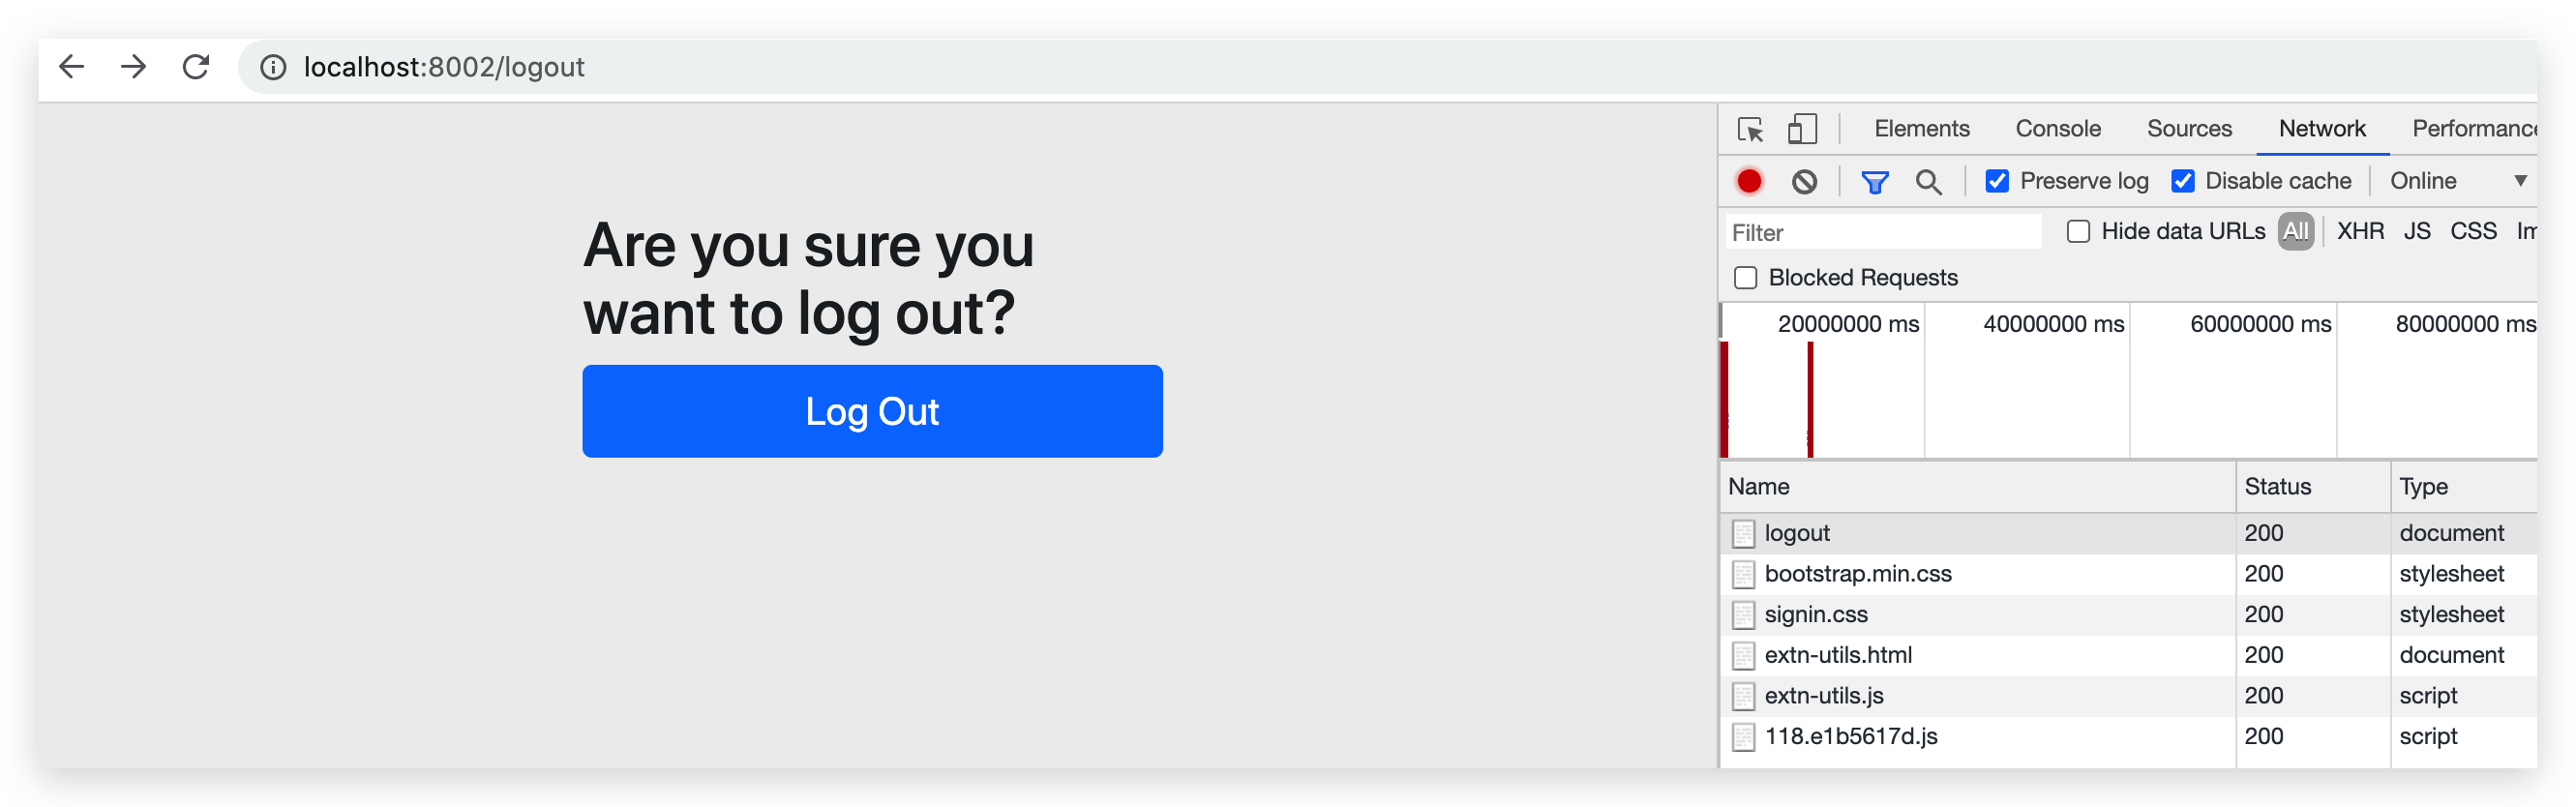 localhost:8002/logout
Are you sure you
want to log out?
Log Out
Elements Console Sources Network Performance
Preserve log Disable cache Online
Filter Hide data URLs All XHR JS CSS Im
Blocked Requests
20000000 ms 40000000 ms 60000000 ms 80000000 ms
Name Status Type
logout 200 document
bootstrap.min.css 200 stylesheet
signin.css 200 stylesheet
extn-utils.html 200 document
extn-utils.js 200 script
118.e1b5617d.js 200 script